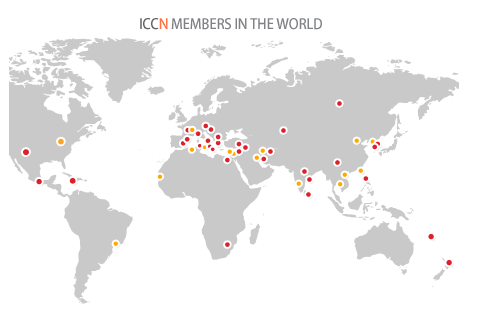 ICCN MEMBERS IN THE WORLD